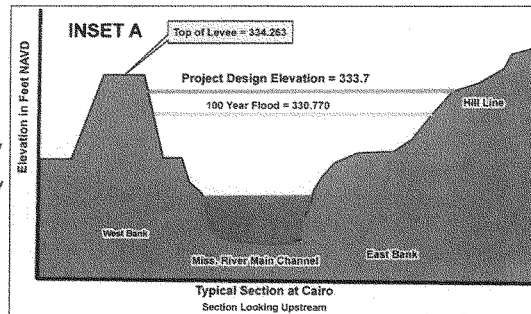 INSET A
Top of Levee = 334.263
Project Design Elevation = 333.7
100 Year Flood = 330.770
Hill Line
Elevation in Feet NAVD
West Bank
Miss. River Main Channel
East Bank
Typical Section at Cairo
Section Looking Upstream